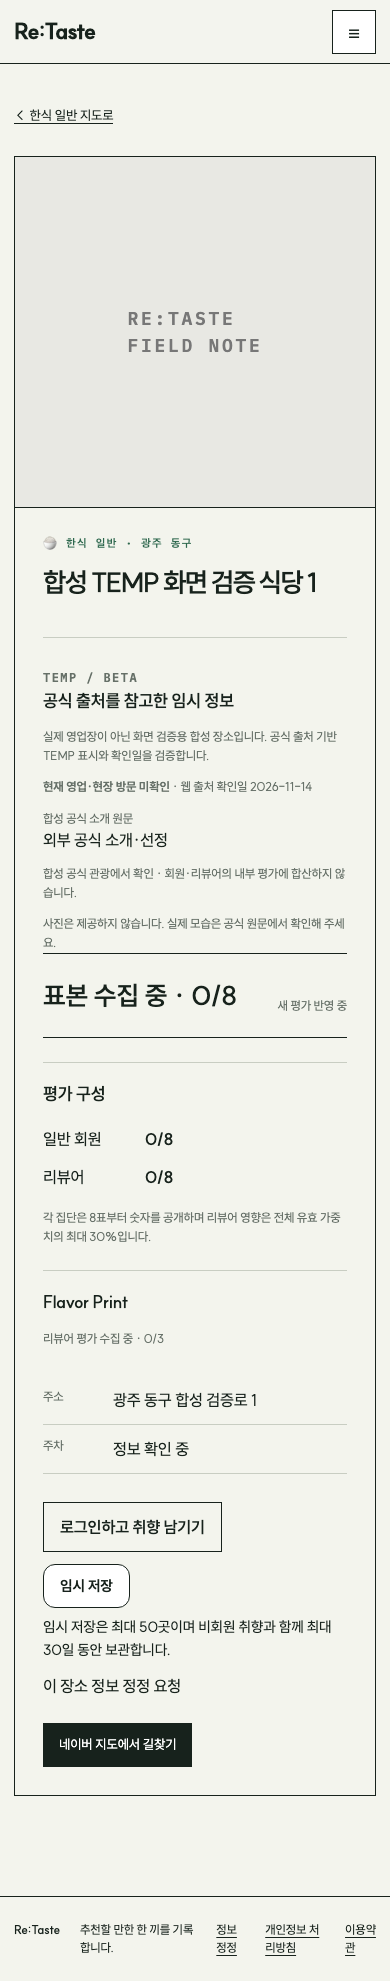 Re:Taste
≡
< 한식 일반 지도로
RE:TASTE
FIELD NOTE
한식 일반 · 광주 동구
합성 TEMP 화면 검증 식당 1
TEMP / BETA
공식 출처를 참고한 임시 정보
실제 영업장이 아닌 화면 검증용 합성 장소입니다. 공식 출처 기반
TEMP 표시와 확인일을 검증합니다.
현재 영업·현장 방문 미확인 · 웹 출처 확인일 2026-11-14
합성 공식 소개 원문
외부 공식 소개·선정
합성 공식 관광에서 확인 · 회원·리뷰어의 내부 평가에 합산하지 않
습니다.
사진은 제공하지 않습니다. 실제 모습은 공식 원문에서 확인해 주세
요.
표본 수집 중 · 0/8 새 평가 반영 중
평가 구성
일반 회원 0/8
리뷰어 0/8
각 집단은 8표부터 숫자를 공개하며 리뷰어 영향은 전체 유효 가중
치의 최대 30%입니다.
Flavor Print
리뷰어 평가 수집 중 · 0/3
주소 광주 동구 합성 검증로 1
주차 정보 확인 중
로그인하고 취향 남기기
임시 저장
임시 저장은 최대 50곳이며 비회원 취향과 함께 최대
30일 동안 보관합니다.
이 장소 정보 정정 요청
네이버 지도에서 길찾기
Re:Taste 추천할 만한 한 끼를 기록 정보 개인정보 처 이용약
합니다. 정정 리방침 관